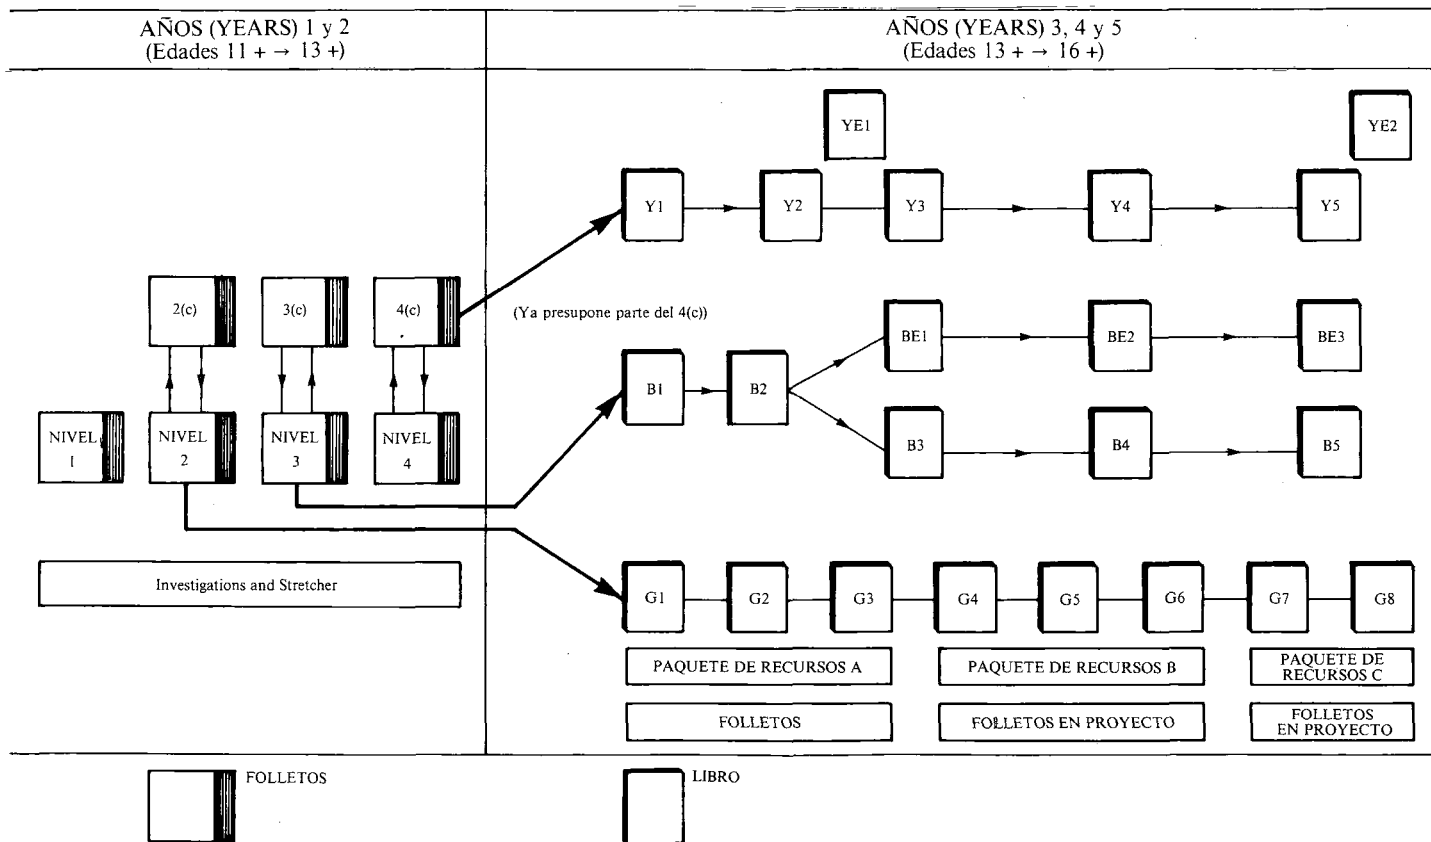 AÑOS (YEARS) 1 y 2
(Edades 11 + → 13 +)
AÑOS (YEARS) 3, 4 y 5
(Edades 13 + → 16 +)
YE1
YE2
Y1
Y2
Y3
Y4
Y5
2(c)
3(c)
4(c)
(Ya presupone parte del 4(c))
BE1
BE2
BE3
B1
B2
B3
B4
B5
NIVEL
1
NIVEL
2
NIVEL
3
NIVEL
4
Investigations and Stretcher
G1
G2
G3
G4
G5
G6
G7
G8
PAQUETE DE RECURSOS A
PAQUETE DE RECURSOS B
PAQUETE DE
RECURSOS C
FOLLETOS
FOLLETOS EN PROYECTO
FOLLETOS
EN PROYECTO
FOLLETOS
LIBRO